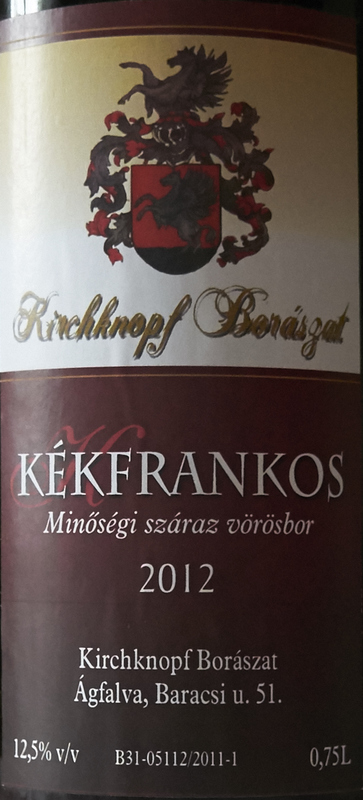 Kirchknopf Borászat
KÉKFRANKOS
Minőségi száraz vörösbor
2012
Kirchknopf Borászat
Ágfalva, Baracsi u. 51.
12,5% v/v B31-05112/2011-1 0,75L